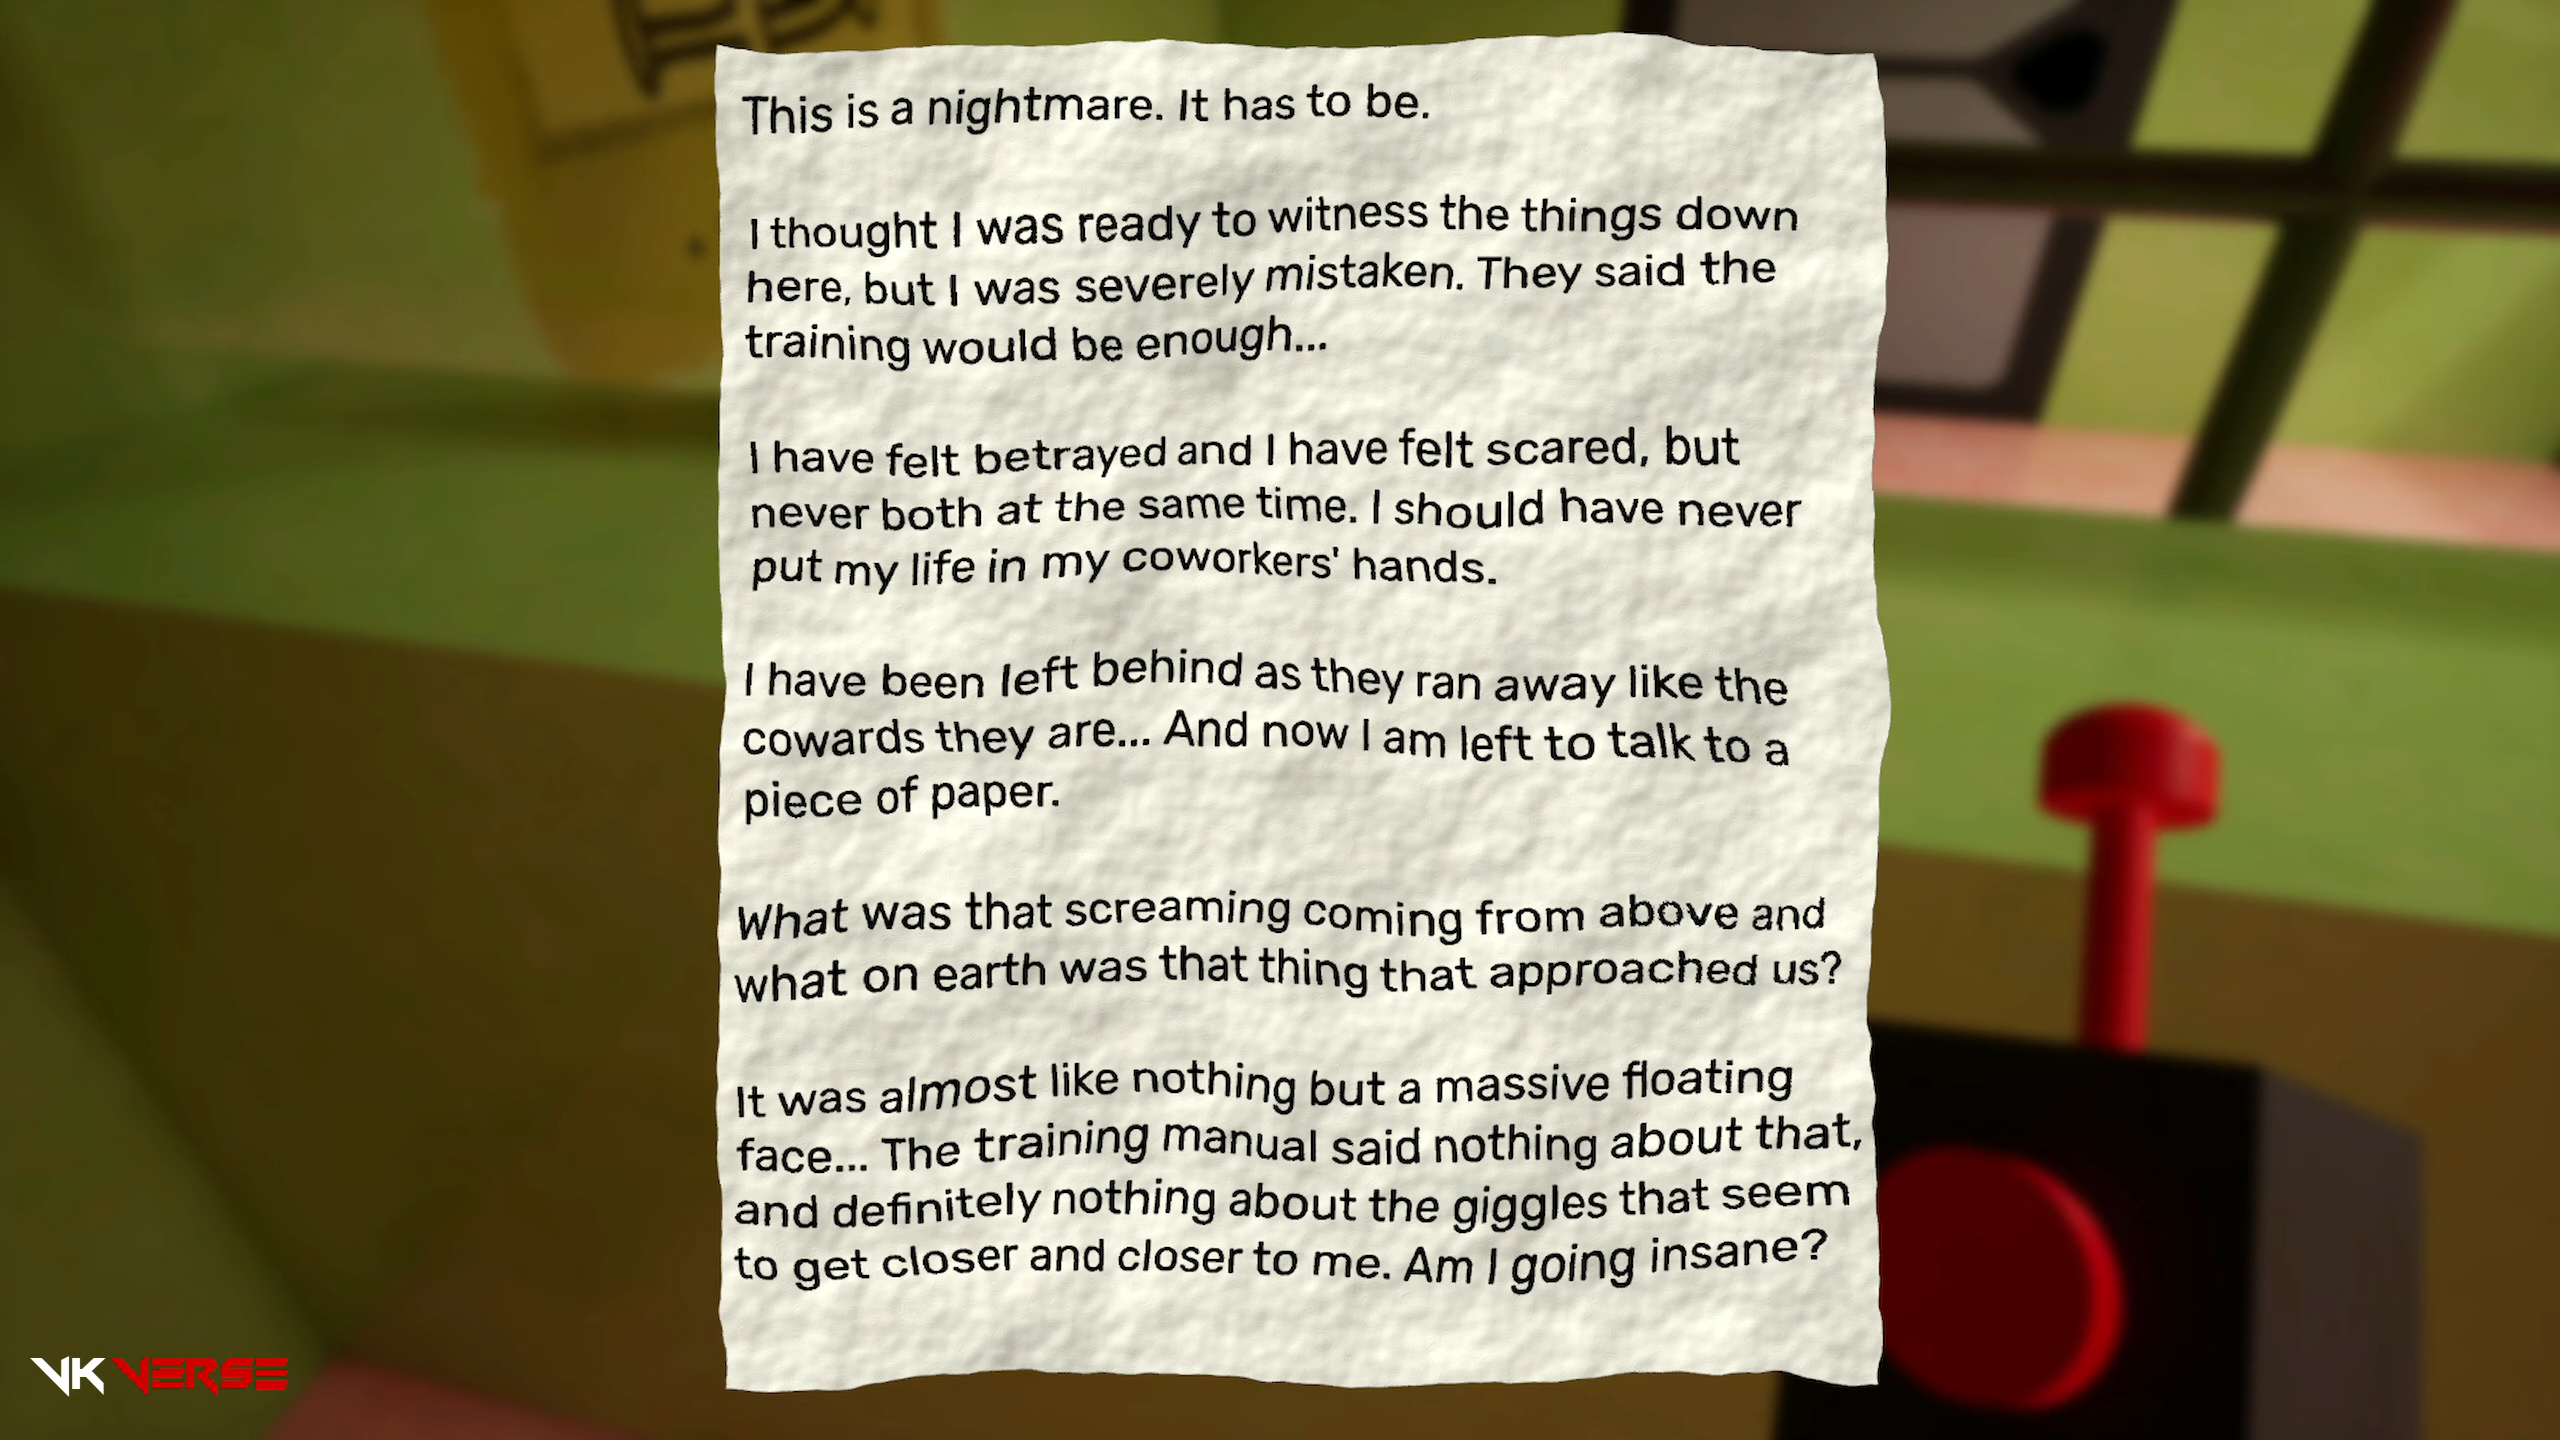 This is a nightmare. It has to be.
I thought I was ready to witness the things down
here, but I was severely mistaken. They said the
training would be enough...
I have felt betrayed and I have felt scared, but
never both at the same time. I should have never
put my life in my coworkers' hands.
I have been left behind as they ran away like the
cowards they are... And now I am left to talk to a
piece of paper.
What was that screaming coming from above and
what on earth was that thing that approached us?
It was almost like nothing but a massive floating
face... The training manual said nothing about that,
and definitely nothing about the giggles that seem
to get closer and closer to me. Am I going insane?
VK VERSE